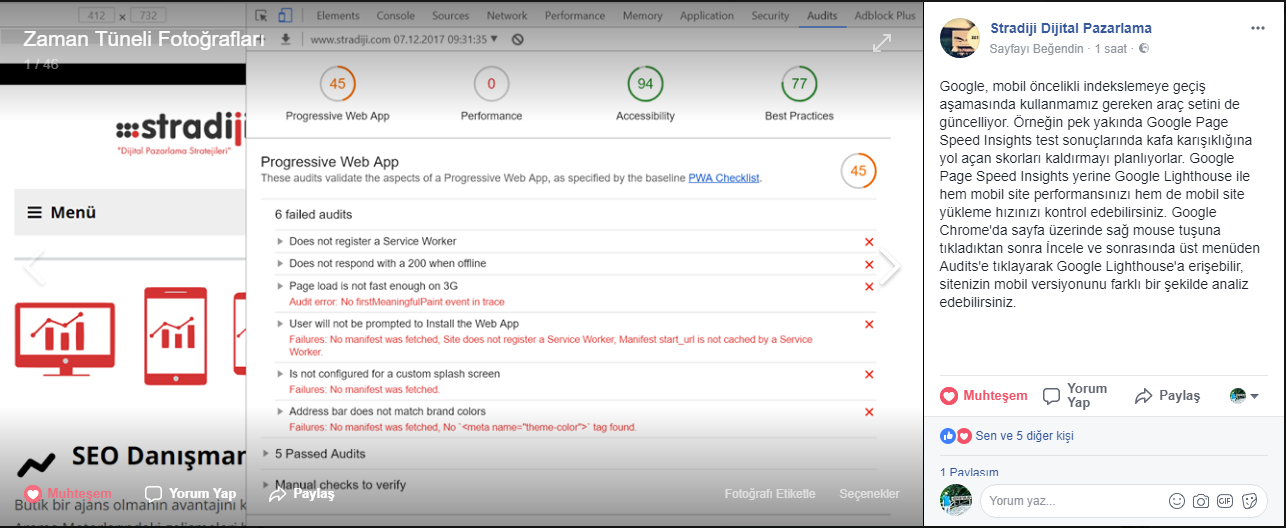 412 × 732
Elements Console Sources Network Performance Memory Application Security Audits Adblock Plus
Zaman Tüneli Fotoğrafları
1 / 46
www.stradiji.com 07.12.2017 09:31:35 ▼
45 0 94 77
Progressive Web App Performance Accessibility Best Practices
stradiji
"Dijital Pazarlama Stratejileri"
Menü
Progressive Web App
These audits validate the aspects of a Progressive Web App, as specified by the baseline PWA Checklist.
45
6 failed audits
Does not register a Service Worker
Does not respond with a 200 when offline
Page load is not fast enough on 3G
Audit error: No firstMeaningfulPaint event in trace
User will not be prompted to Install the Web App
Failures: No manifest was fetched, Site does not register a Service Worker, Manifest start_url is not cached by a Service
Worker.
Is not configured for a custom splash screen
Failures: No manifest was fetched.
Address bar does not match brand colors
Failures: No manifest was fetched, No `<meta name="theme-color">` tag found.
5 Passed Audits
Manual checks to verify
SEO Danışman
Butik bir ajans olmanın avantajını k
Arama Motorlarındaki gelişmeleri b
Muhteşem Yorum Yap Paylaş
Fotoğrafı Etiketle Seçenekler
Stradiji Dijital Pazarlama
Sayfayı Beğendin · 1 saat ·
Google, mobil öncelikli indekslemeye geçiş
aşamasında kullanmamız gereken araç setini de
güncelliyor. Örneğin pek yakında Google Page
Speed Insights test sonuçlarında kafa karışıklığına
yol açan skorları kaldırmayı planlıyorlar. Google
Page Speed Insights yerine Google Lighthouse ile
hem mobil site performansınızı hem de mobil site
yükleme hızınızı kontrol edebilirsiniz. Google
Chrome'da sayfa üzerinde sağ mouse tuşuna
tıkladıktan sonra İncele ve sonrasında üst menüden
Audits'e tıklayarak Google Lighthouse'a erişebilir,
sitenizin mobil versiyonunu farklı bir şekilde analiz
edebilirsiniz.
Muhteşem
Yorum
Yap
Paylaş
Sen ve 5 diğer kişi
1 Paylaşım
Yorum yaz...
GIF